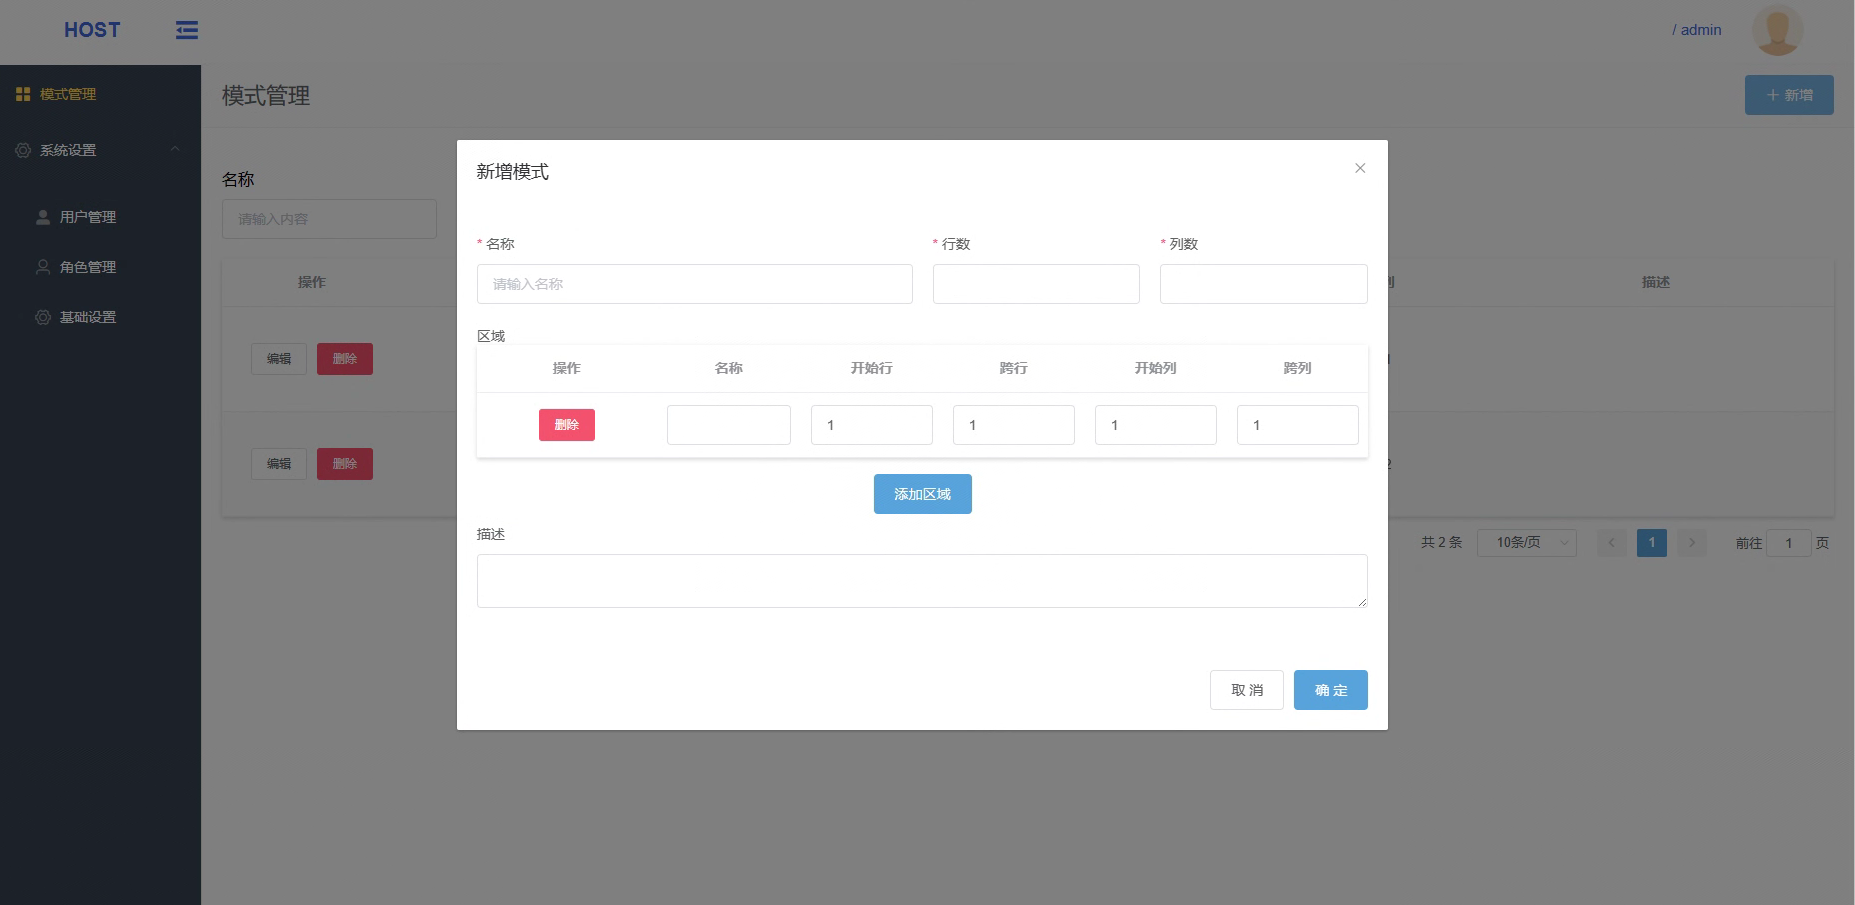 HOST
/ admin
模式管理
系统设置
用户管理
角色管理
基础设置
模式管理
新增
名称
请输入内容
操作
描述
编辑 删除
编辑 删除
2
共 2 条 10条/页 1 前往 1 页
新增模式
* 名称 * 行数 * 列数
请输入名称
区域
操作 名称 开始行 跨行 开始列 跨列
删除 1 1 1 1
添加区域
描述
取 消 确 定